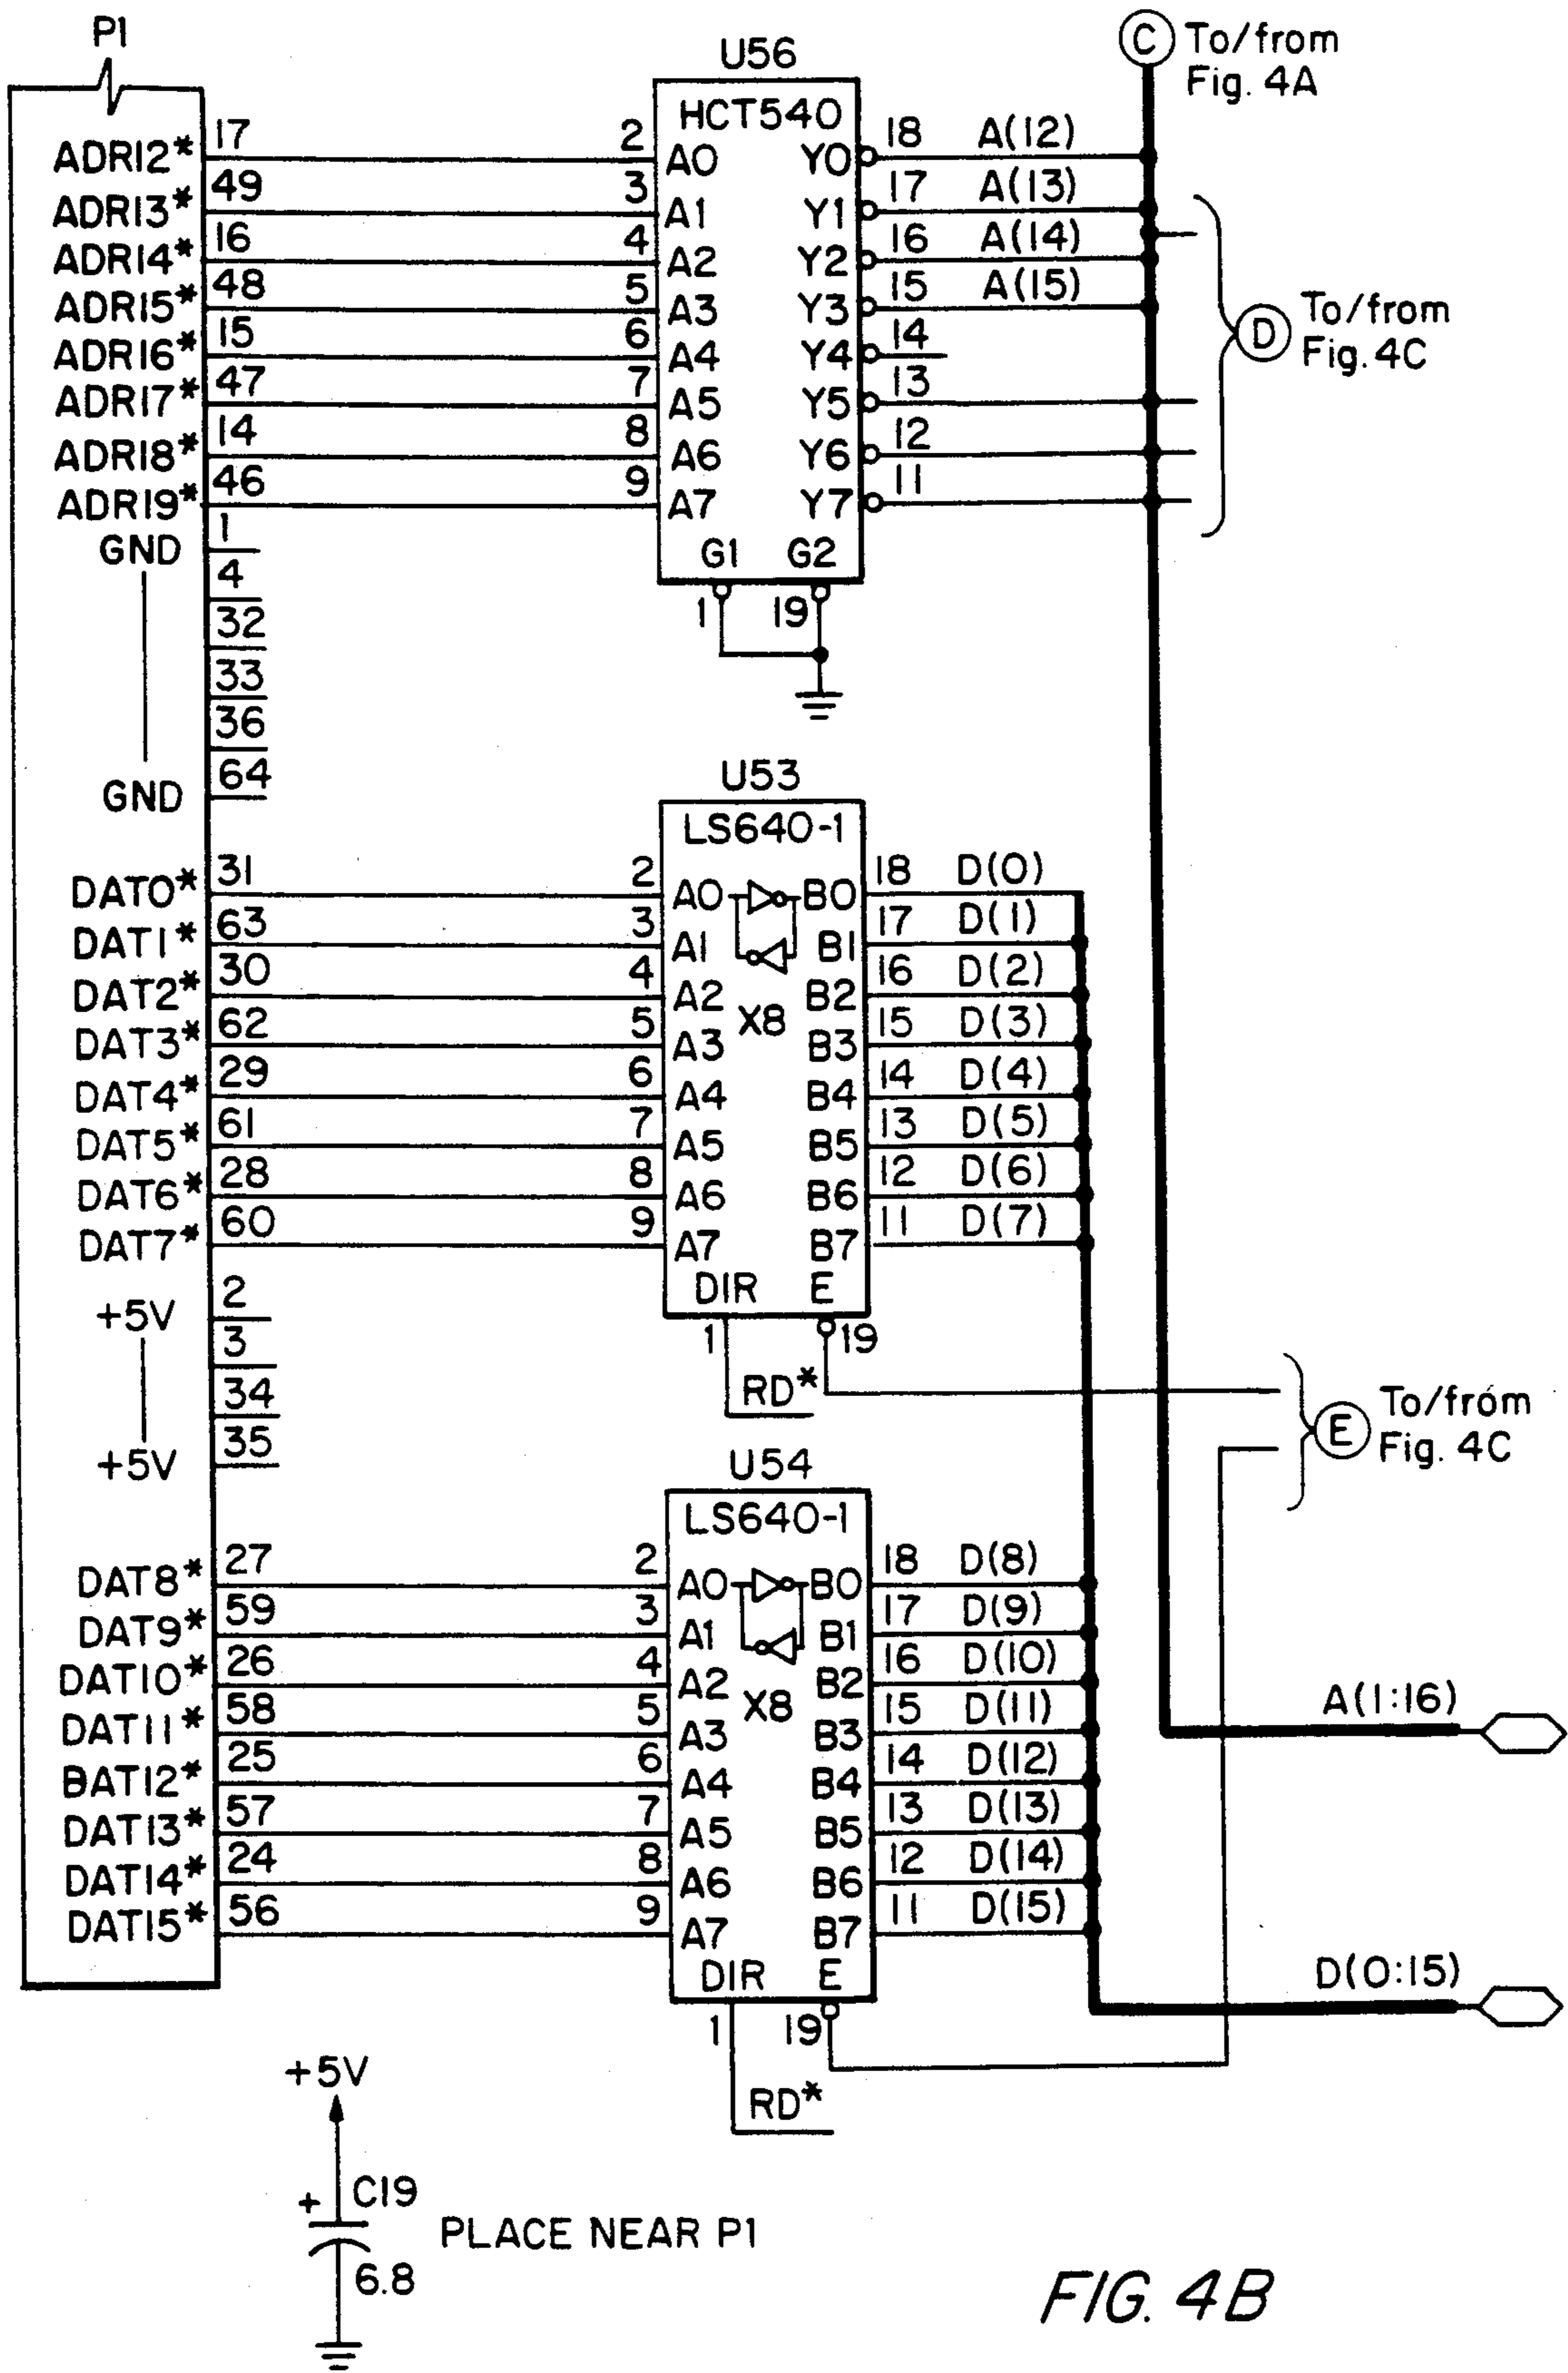 P1
U56
C To/from
Fig. 4A
HCT540
ADR12* 17 2 A0 Y0 18 A(12)
ADR13* 49 3 A1 Y1 17 A(13)
ADR14* 16 4 A2 Y2 16 A(14)
ADR15* 48 5 A3 Y3 15 A(15)
D To/from
Fig. 4C
ADR16* 15 6 A4 Y4 14
ADR17* 47 7 A5 Y5 13
ADR18* 14 8 A6 Y6 12
ADR19* 46 9 A7 Y7 11
GND 1 G1 G2
4 1 19
32
33
36
GND 64
U53
LS640-1
DAT0* 31 2 A0 B0 18 D(0)
DAT1* 63 3 A1 B1 17 D(1)
DAT2* 30 4 A2 B2 16 D(2)
X8
DAT3* 62 5 A3 B3 15 D(3)
DAT4* 29 6 A4 B4 14 D(4)
DAT5* 61 7 A5 B5 13 D(5)
DAT6* 28 8 A6 B6 12 D(6)
DAT7* 60 9 A7 B7 11 D(7)
DIR E
+5V 2
3 1 19
34 RD*
+5V 35
E To/from
Fig. 4C
U54
LS640-1
DAT8* 27 2 A0 B0 18 D(8)
DAT9* 59 3 A1 B1 17 D(9)
DAT10* 26 4 A2 B2 16 D(10)
X8
DAT11* 58 5 A3 B3 15 D(11)
A(1:16)
BAT12* 25 6 A4 B4 14 D(12)
DAT13* 57 7 A5 B5 13 D(13)
DAT14* 24 8 A6 B6 12 D(14)
DAT15* 56 9 A7 B7 11 D(15)
DIR E
D(0:15)
1 19
RD*
+5V
+ C19
PLACE NEAR P1
6.8
FIG. 4B